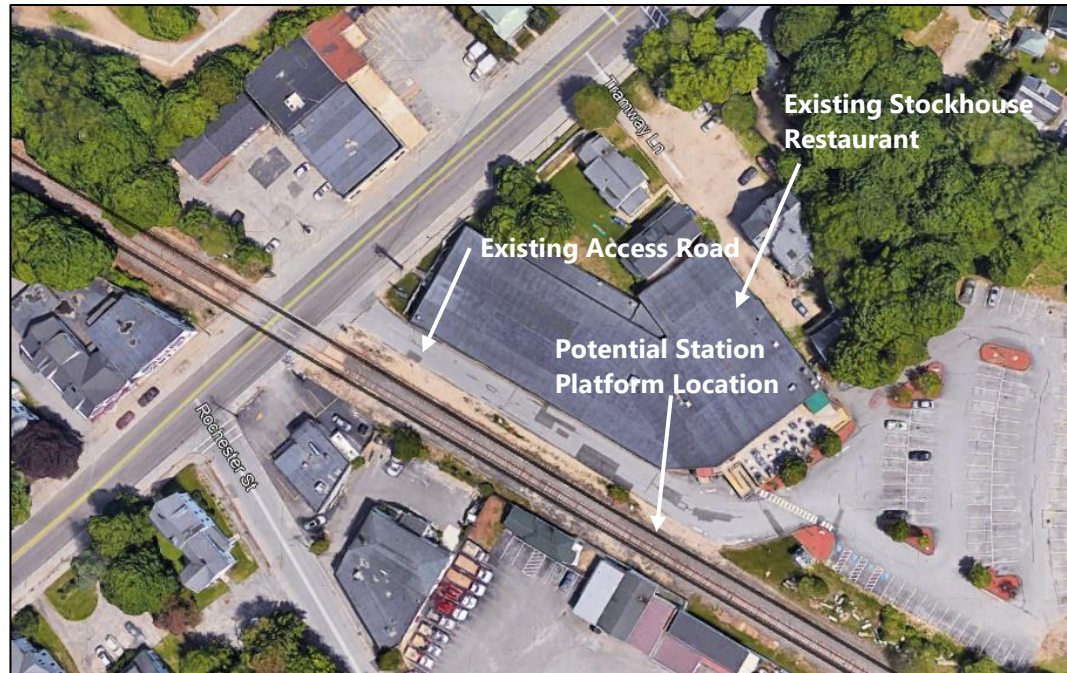 Tramway Ln
Existing Stockhouse
Restaurant
Existing Access Road
Potential Station
Platform Location
Rochester St